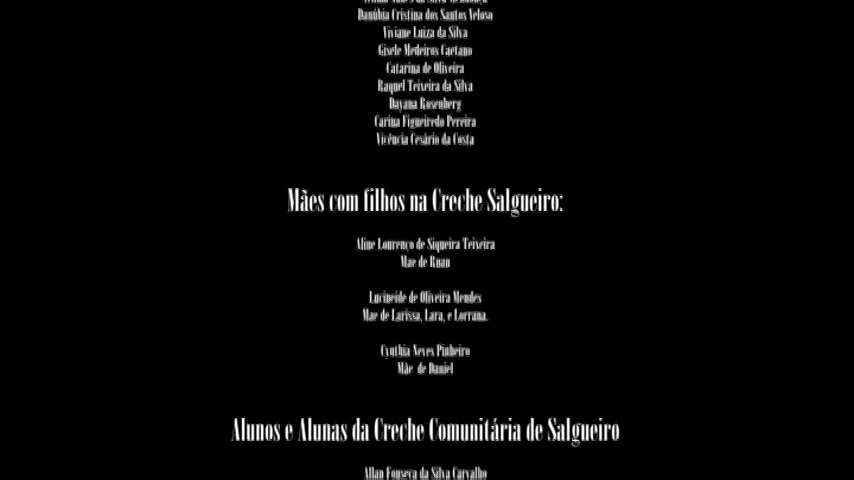 Danúbia Cristina dos Santos Veloso
Viviane Luiza da Silva
Gisele Medeiros Caetano
Catarina de Oliveira
Raquel Teixeira da Silva
Dayana Rosenberg
Carina Figueiredo Pereira
Vicência Cesário da Costa
Mães com filhos na Creche Salgueiro:
Aline Lourenço de Siqueira Teixeira
Mae de Ruan
Lucineide de Oliveira Mendes
Mae de Larissa, Lara, e Lorrana.
Cynthia Neves Pinheiro
Mãe de Daniel
Alunos e Alunas da Creche Comunitária de Salgueiro
Allan Fonseca da Silva Carvalho